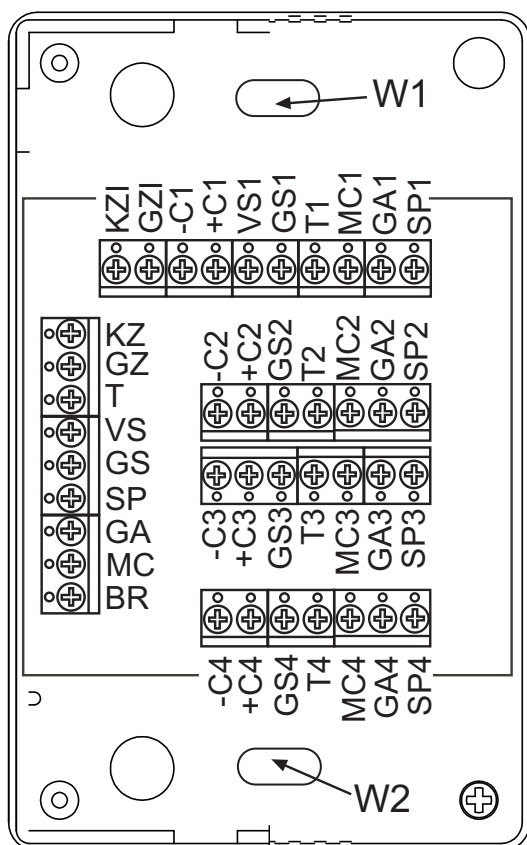 W1
KZI GZI -C1 +C1 VS1 GS1 T1 MC1 GA1 SP1
KZ
GZ
T
VS
GS
SP
GA
MC
BR
-C2 +C2 GS2 T2 MC2 GA2 SP2
-C3 +C3 GS3 T3 MC3 GA3 SP3
-C4 +C4 GS4 T4 MC4 GA4 SP4
W2